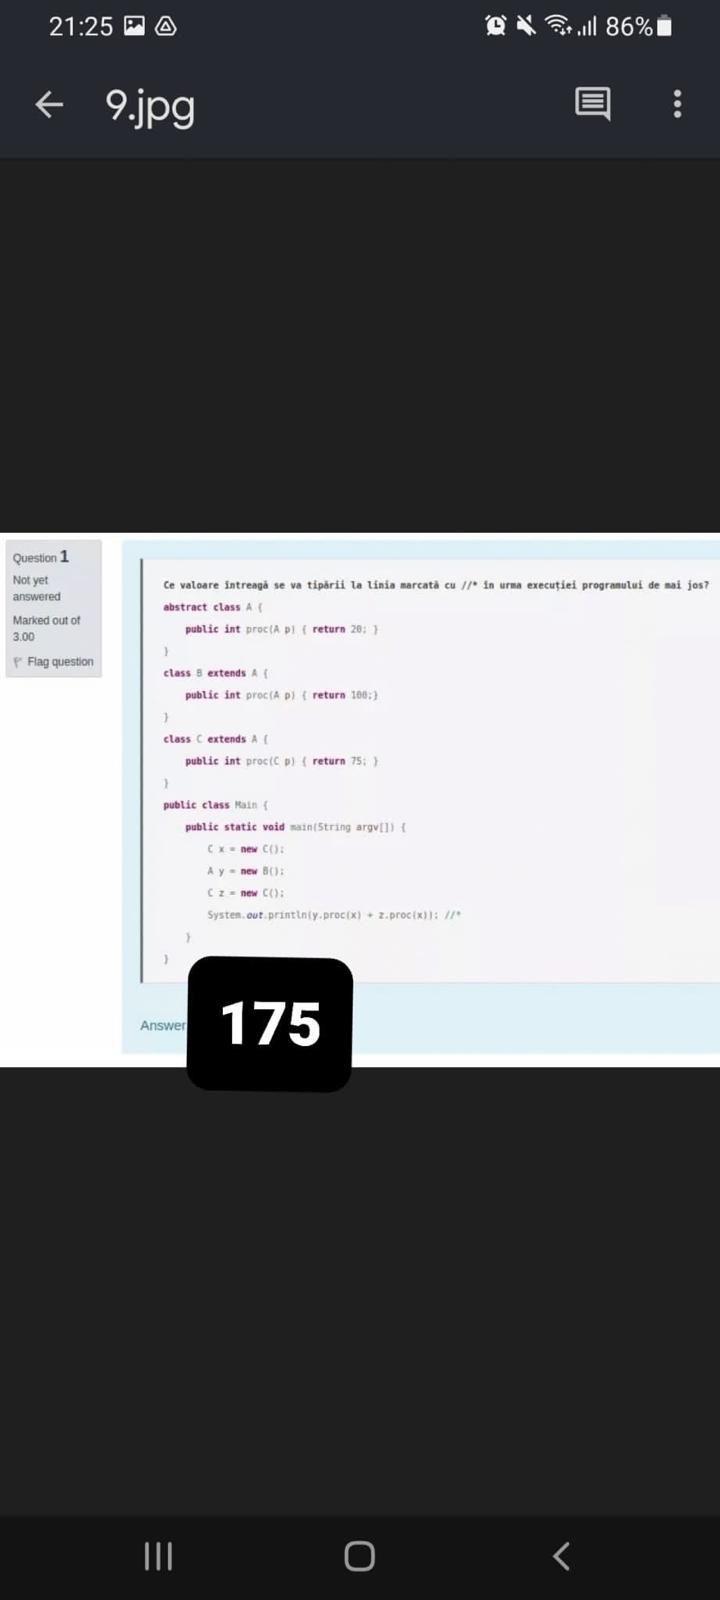 21:25 86%
9.jpg
Question 1
Not yet
answered
Marked out of
3.00
Flag question
Ce valoare întreagă se va tipării la linia marcată cu //* în urma execuției programului de mai jos?
abstract class A {
public int proc(A p) { return 20; }
}
class B extends A {
public int proc(A p) { return 100;}
}
class C extends A {
public int proc(C p) { return 75; }
}
public class Main {
public static void main(String argv[]) {
C x = new C();
A y = new B();
C z = new C();
System.out.println(y.proc(x) + z.proc(x)); //*
}
}
Answer
175